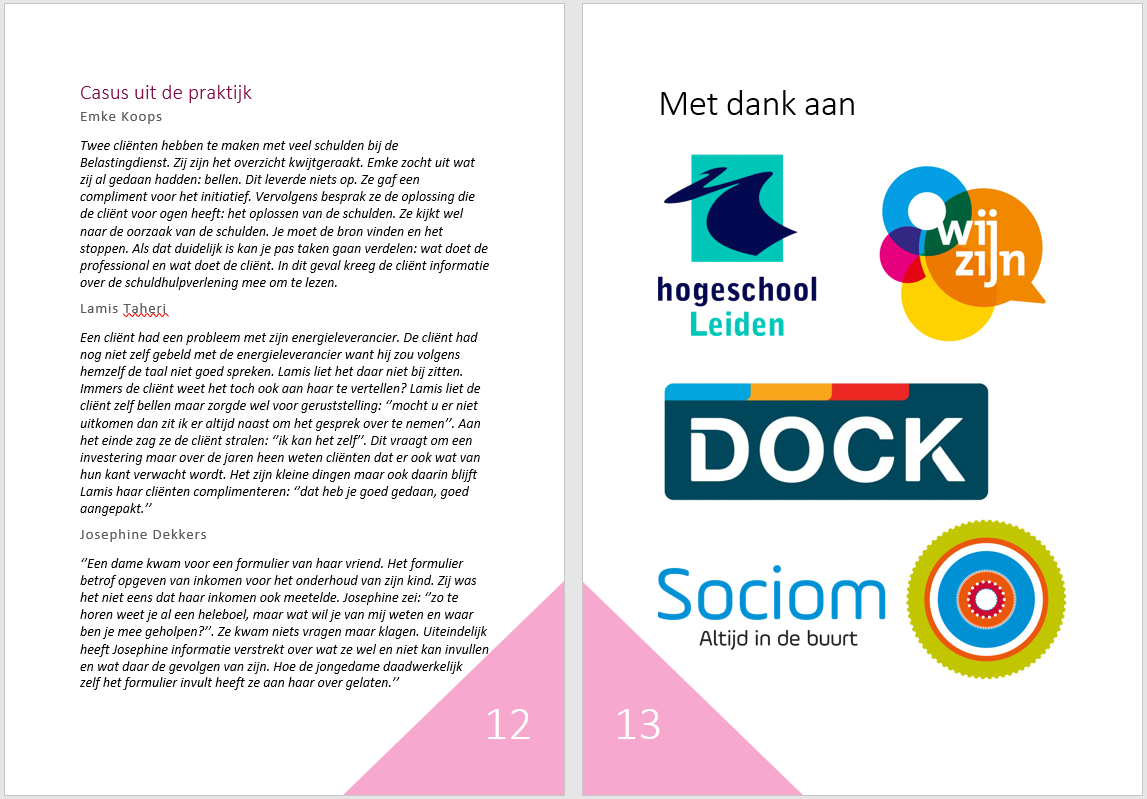 Casus uit de praktijk
Emke Koops
Twee cliënten hebben te maken met veel schulden bij de
Belastingdienst. Zij zijn het overzicht kwijtgeraakt. Emke zocht uit wat
zij al gedaan hadden: bellen. Dit leverde niets op. Ze gaf een
compliment voor het initiatief. Vervolgens besprak ze de oplossing die
de cliënt voor ogen heeft: het oplossen van de schulden. Ze kijkt wel
naar de oorzaak van de schulden. Je moet de bron vinden en het
stoppen. Als dat duidelijk is kan je pas taken gaan verdelen: wat doet de
professional en wat doet de cliënt. In dit geval kreeg de cliënt informatie
over de schuldhulpverlening mee om te lezen.
Lamis Taheri
Een cliënt had een probleem met zijn energieleverancier. De cliënt had
nog niet zelf gebeld met de energieleverancier want hij zou volgens
hemzelf de taal niet goed spreken. Lamis liet het daar niet bij zitten.
Immers de cliënt weet het toch ook aan haar te vertellen? Lamis liet de
cliënt zelf bellen maar zorgde wel voor geruststelling: ‘’mocht u er niet
uitkomen dan zit ik er altijd naast om het gesprek over te nemen’’. Aan
het einde zag ze de cliënt stralen: ‘’ik kan het zelf’’. Dit vraagt om een
investering maar over de jaren heen weten cliënten dat er ook wat van
hun kant verwacht wordt. Het zijn kleine dingen maar ook daarin blijft
Lamis haar cliënten complimenteren: ‘’dat heb je goed gedaan, goed
aangepakt.’’
Josephine Dekkers
‘’Een dame kwam voor een formulier van haar vriend. Het formulier
betrof opgeven van inkomen voor het onderhoud van zijn kind. Zij was
het niet eens dat haar inkomen ook meetelde. Josephine zei: ‘’zo te
horen weet je al een heleboel, maar wat wil je van mij weten en waar
ben je mee geholpen?’’. Ze kwam niets vragen maar klagen. Uiteindelijk
heeft Josephine informatie verstrekt over wat ze wel en niet kan invullen
en wat daar de gevolgen van zijn. Hoe de jongedame daadwerkelijk
zelf het formulier invult heeft ze aan haar over gelaten.’’
12
Met dank aan
hogeschool
Leiden
wij
zijn
DOCK
Sociom
Altijd in de buurt
13